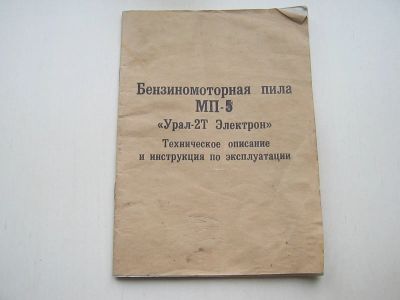 Бензиномоторная пила
МП-5
«Урал-2Т Электрон»
Техническое описание
и инструкция по эксплуатации